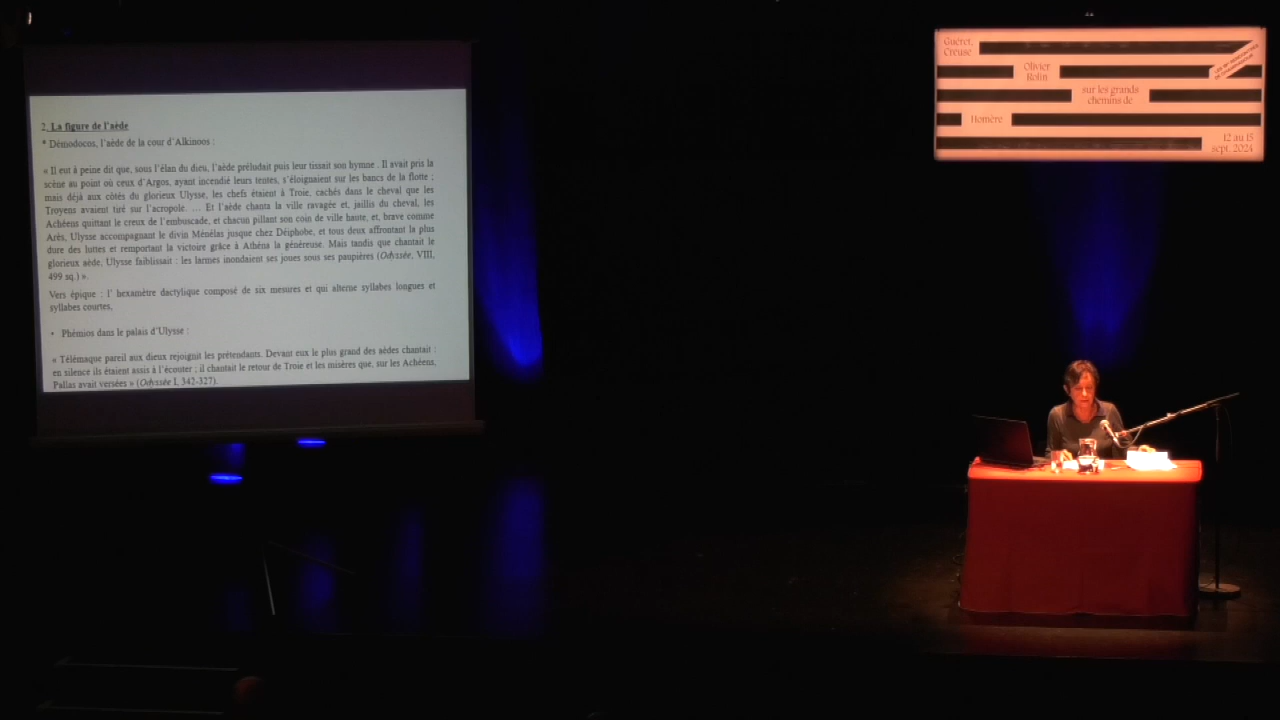 2. La figure de l'aède
* Démodocos, l'aède de la cour d'Alkinoos :
« Il eut à peine dit que, sous l'élan du dieu, l'aède préludait puis leur tissait son hymne . Il avait pris la
scène au point où ceux d'Argos, ayant incendié leurs tentes, s'éloignaient sur les bancs de la flotte ;
mais déjà aux côtés du glorieux Ulysse, les chefs étaient à Troie, cachés dans le cheval que les
Troyens avaient tiré sur l'acropole. … Et l'aède chanta la ville ravagée et, jaillis du cheval, les
Achéens quittant le creux de l'embuscade, et chacun pillant son coin de ville haute, et, brave comme
Arès, Ulysse accompagnant le divin Ménélas jusque chez Déiphobe, et tous deux affrontant la plus
dure des luttes et remportant la victoire grâce à Athéna la généreuse. Mais tandis que chantait le
glorieux aède, Ulysse faiblissait : les larmes inondaient ses joues sous ses paupières (Odyssée, VIII,
499 sq.) ».
Vers épique : l' hexamètre dactylique composé de six mesures et qui alterne syllabes longues et
syllabes courtes.
• Phémios dans le palais d'Ulysse :
« Télémaque pareil aux dieux rejoignit les prétendants. Devant eux le plus grand des aèdes chantait ;
en silence ils étaient assis à l'écouter ; il chantait le retour de Troie et les misères que, sur les Achéens,
Pallas avait versées » (Odyssée I, 342-327).
Guéret,
Creuse
Olivier
Rolin
sur les grands
chemins de
Homère
12 au 15
sept. 2024